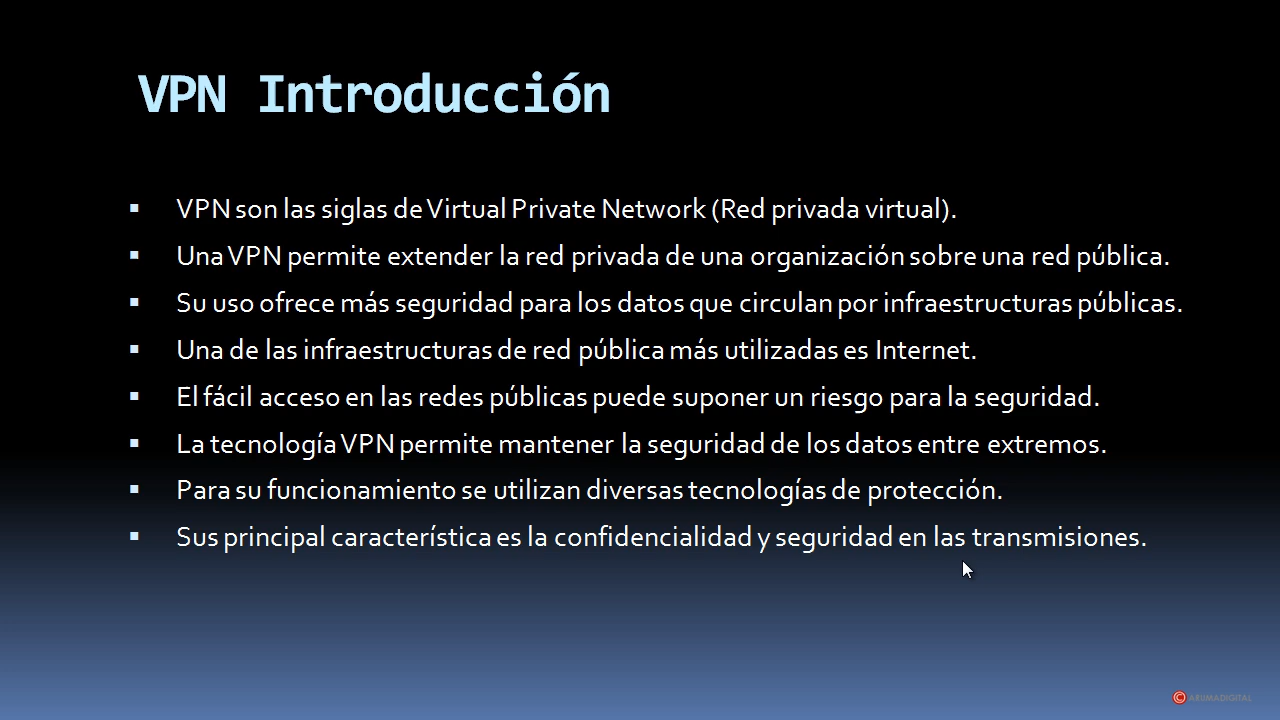 VPN Introducción
▪ VPN son las siglas de Virtual Private Network (Red privada virtual).
▪ Una VPN permite extender la red privada de una organización sobre una red pública.
▪ Su uso ofrece más seguridad para los datos que circulan por infraestructuras públicas.
▪ Una de las infraestructuras de red pública más utilizadas es Internet.
▪ El fácil acceso en las redes públicas puede suponer un riesgo para la seguridad.
▪ La tecnología VPN permite mantener la seguridad de los datos entre extremos.
▪ Para su funcionamiento se utilizan diversas tecnologías de protección.
▪ Sus principal característica es la confidencialidad y seguridad en las transmisiones.
© ARUMADIGITAL